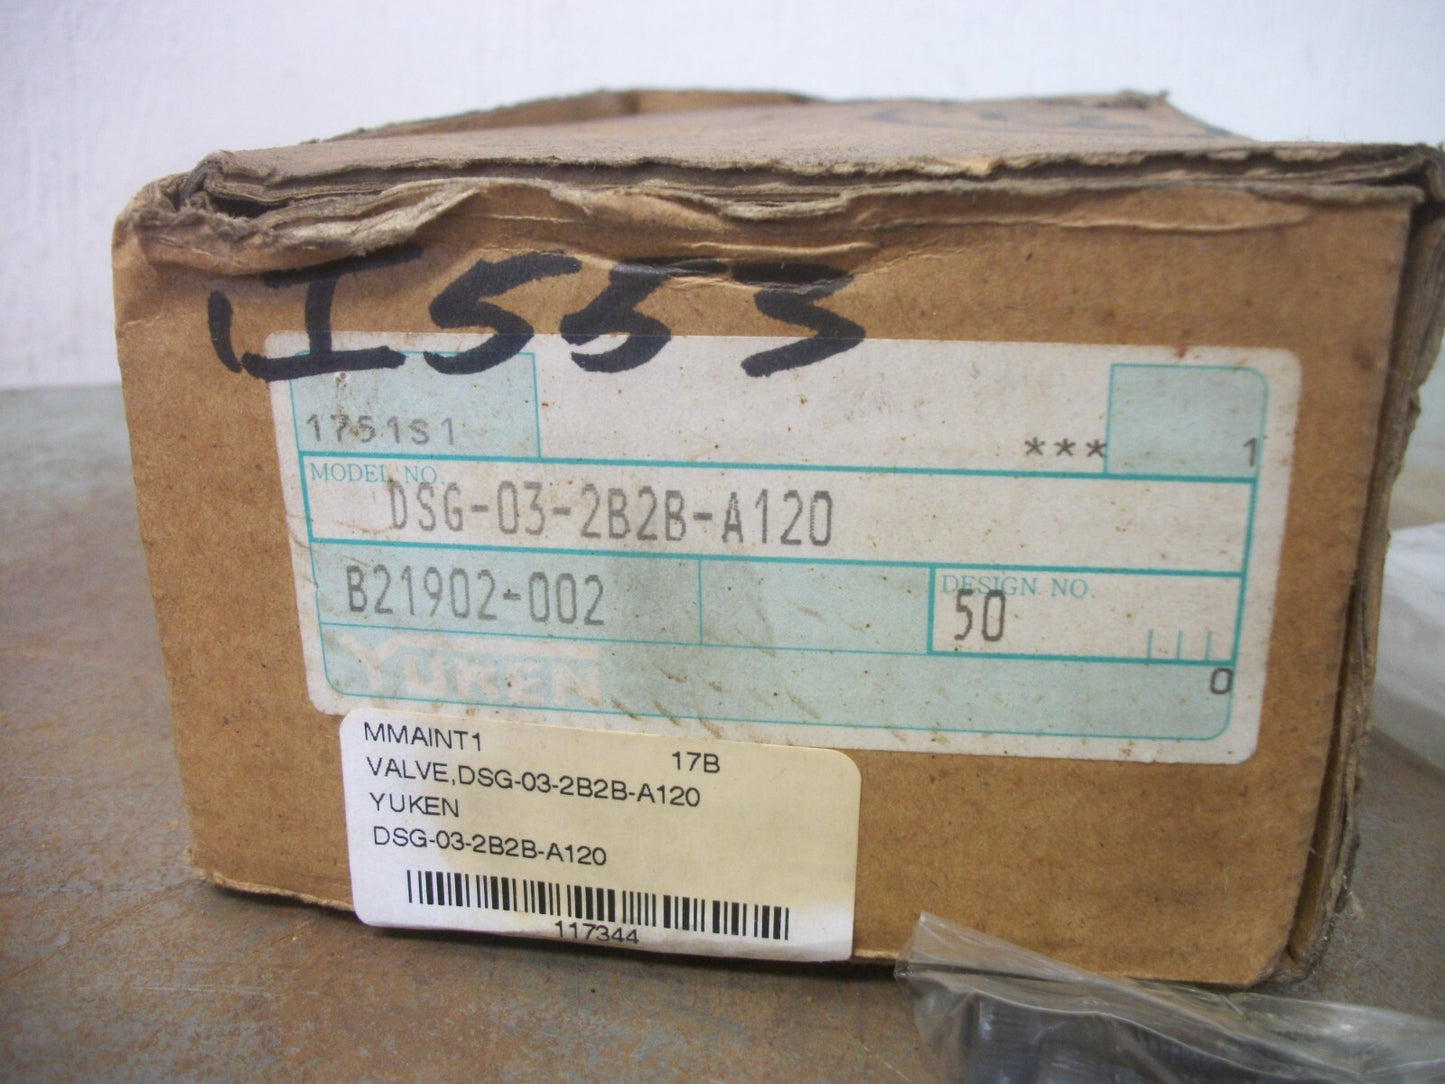 1751S1
*** 1
MODEL NO.
DSG-03-2B2B-A120
B21902-002
DESIGN NO.
50
YUKEN
0
MMAINT1 17B
VALVE,DSG-03-2B2B-A120
YUKEN
DSG-03-2B2B-A120
117344